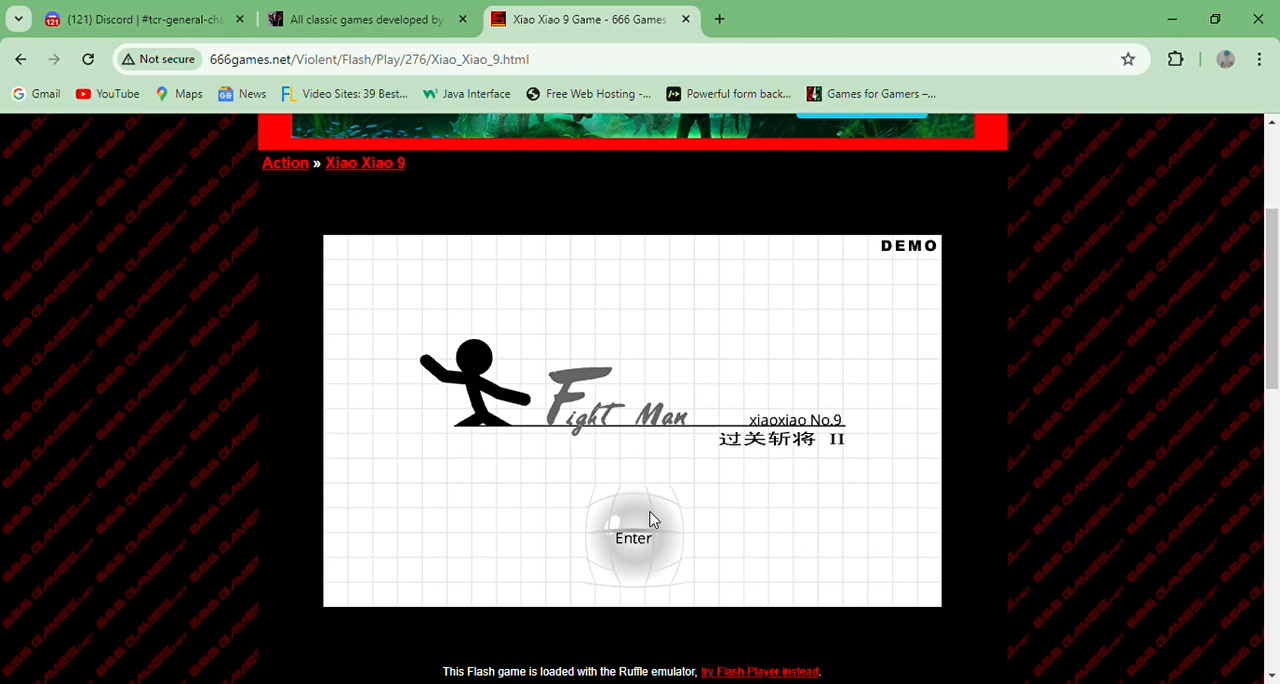 (121) Discord | #tcr-general-cha
All classic games developed by
Xiao Xiao 9 Game - 666 Games
Not secure
666games.net/Violent/Flash/Play/276/Xiao_Xiao_9.html
Gmail
YouTube
Maps
News
Video Sites: 39 Best...
Java Interface
Free Web Hosting -...
Powerful form back...
Games for Gamers –...
Action » Xiao Xiao 9
DEMO
Fight Man
xiaoxiao No.9
过关斩将 II
Enter
This Flash game is loaded with the Ruffle emulator, try Flash Player instead.